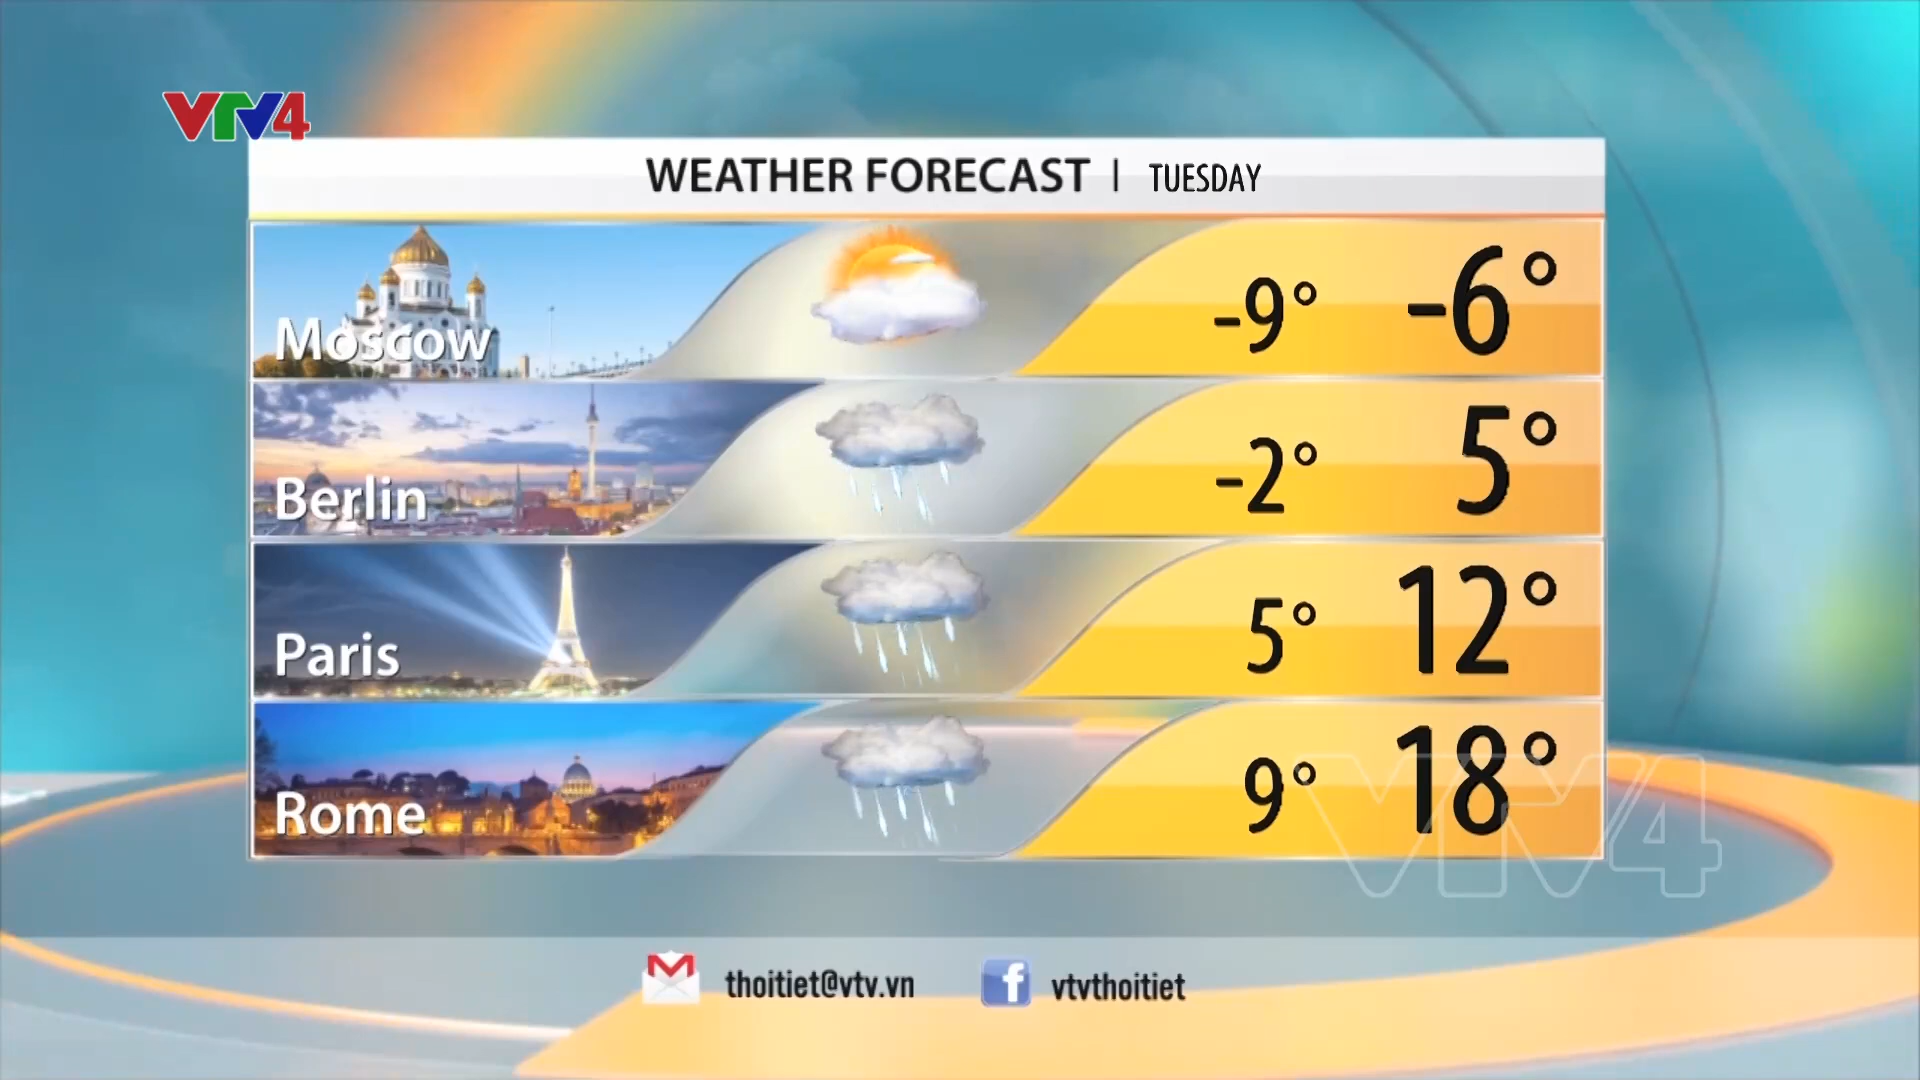 VTV4
WEATHER FORECAST | TUESDAY
Moscow -9° -6°
Berlin -2° 5°
Paris 5° 12°
Rome 9° 18°
VTV4
thoitiet@vtv.vn vtvthoitiet